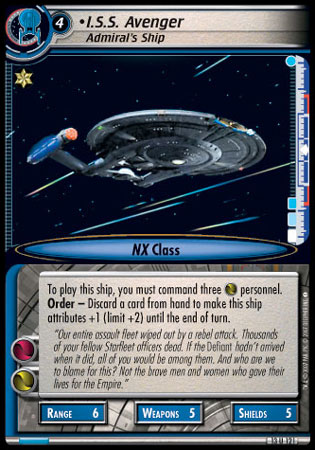 4
•I.S.S. Avenger
Admiral's Ship
NX Class
To play this ship, you must command three personnel.
Order – Discard a card from hand to make this ship
attributes +1 (limit +2) until the end of turn.
"Our entire assault fleet wiped out by a rebel attack. Thousands
of your fellow Starfleet officers dead. If the Defiant hadn't arrived
when it did, all of you would be among them. And who are we
to blame for this? Not the brave men and women who gave their
lives for the Empire."
Range 6 Weapons 5 Shields 5